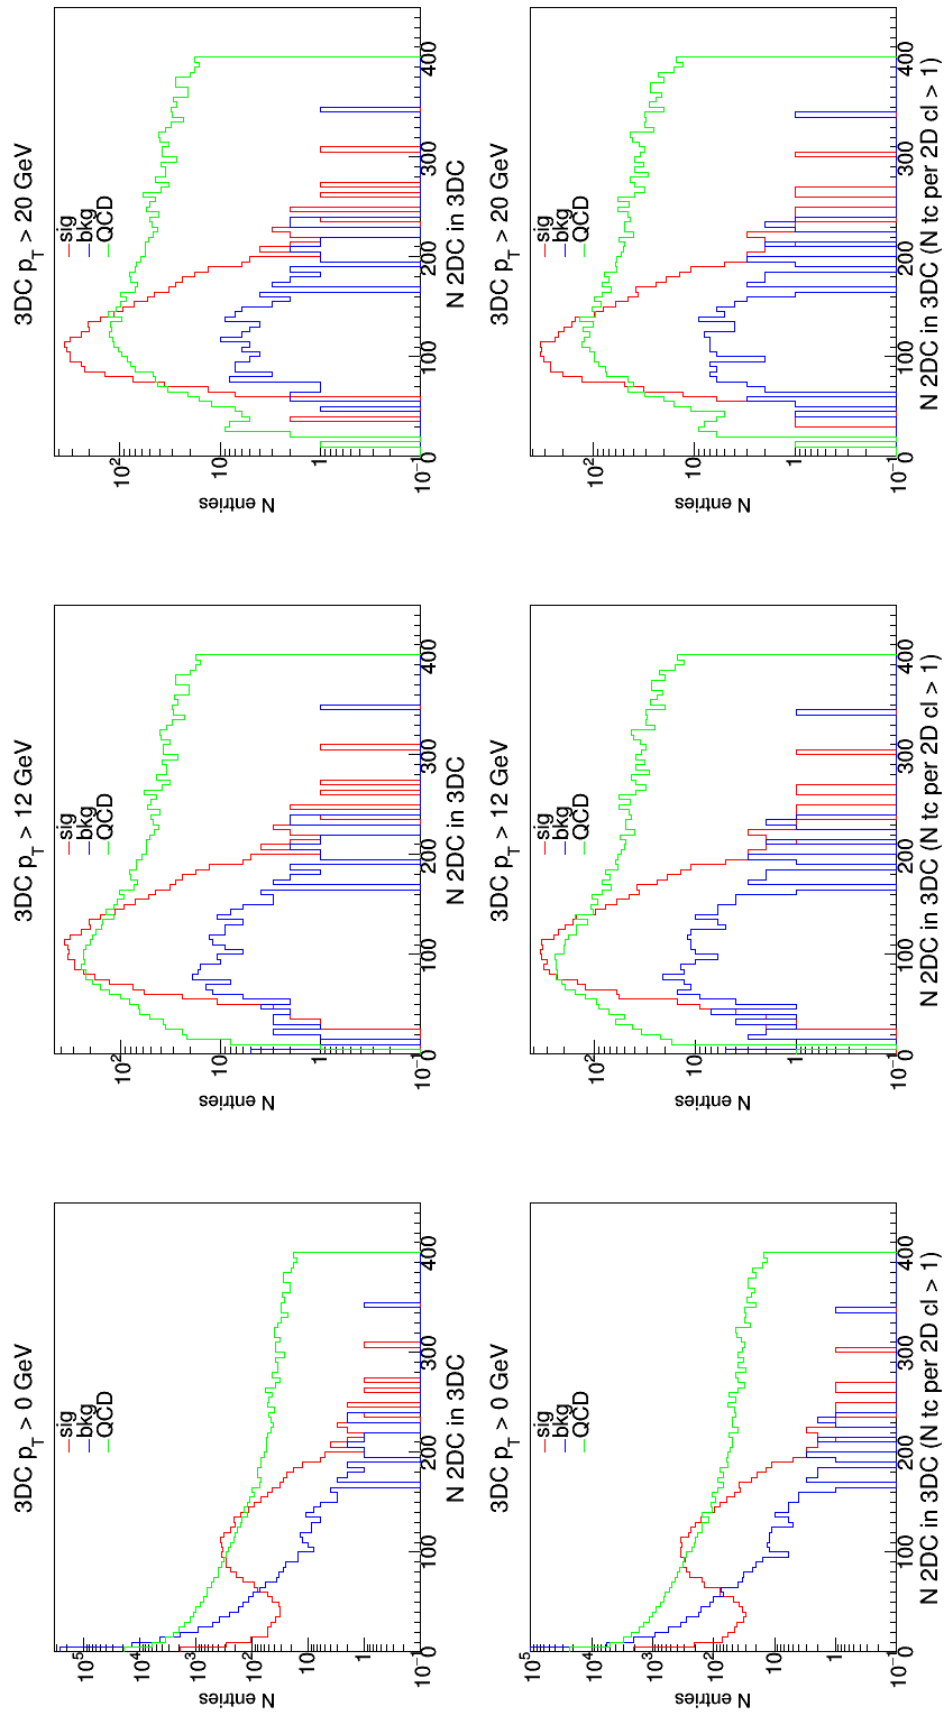 3DC pT > 0 GeV
sig
bkg
QCD
10^5
10^4
10^3
10^2
10
1
10^-1
N entries
0 100 200 300 400
N 2DC in 3DC
3DC pT > 12 GeV
sig
bkg
QCD
10^2
10
1
10^-1
N entries
0 100 200 300 400
N 2DC in 3DC
3DC pT > 20 GeV
sig
bkg
QCD
10^2
10
1
10^-1
N entries
0 100 200 300 400
N 2DC in 3DC
3DC pT > 0 GeV
sig
bkg
QCD
10^5
10^4
10^3
10^2
10
1
10^-1
N entries
0 100 200 300 400
N 2DC in 3DC (N tc per 2D cl > 1)
3DC pT > 12 GeV
sig
bkg
QCD
10^2
10
1
10^-1
N entries
0 100 200 300 400
N 2DC in 3DC (N tc per 2D cl > 1)
3DC pT > 20 GeV
sig
bkg
QCD
10^2
10
1
10^-1
N entries
0 100 200 300 400
N 2DC in 3DC (N tc per 2D cl > 1)